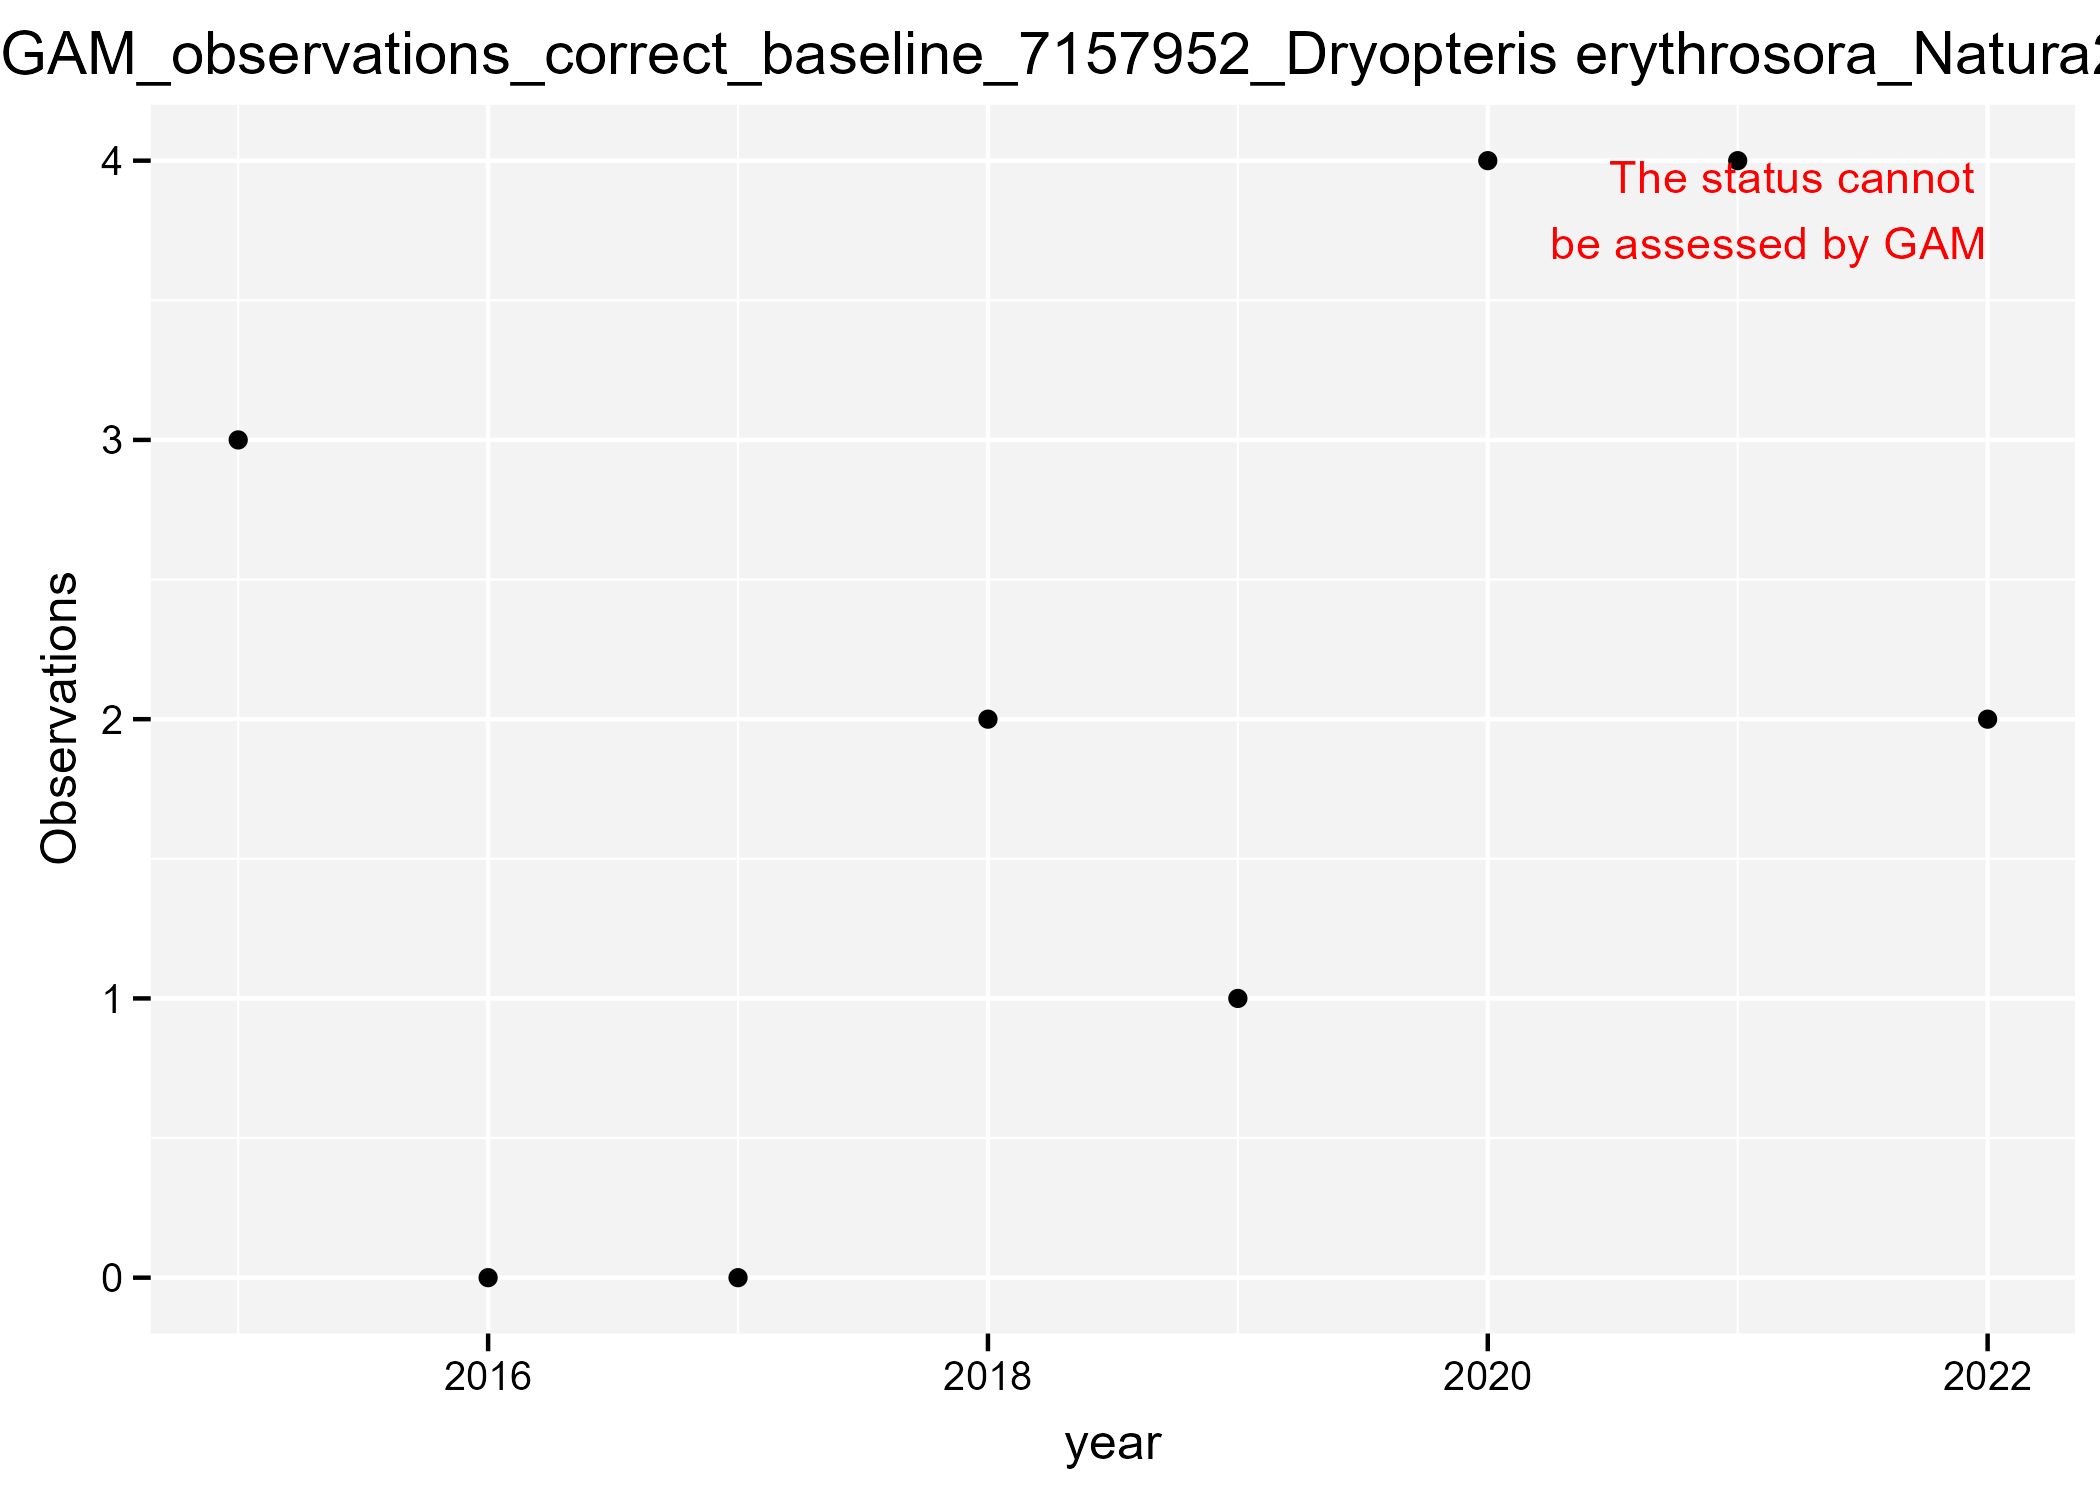 GAM_observations_correct_baseline_7157952_Dryopteris erythrosora_Natura2
4
The status cannot
be assessed by GAM
3
Observations
2
1
0
2016 2018 2020 2022
year